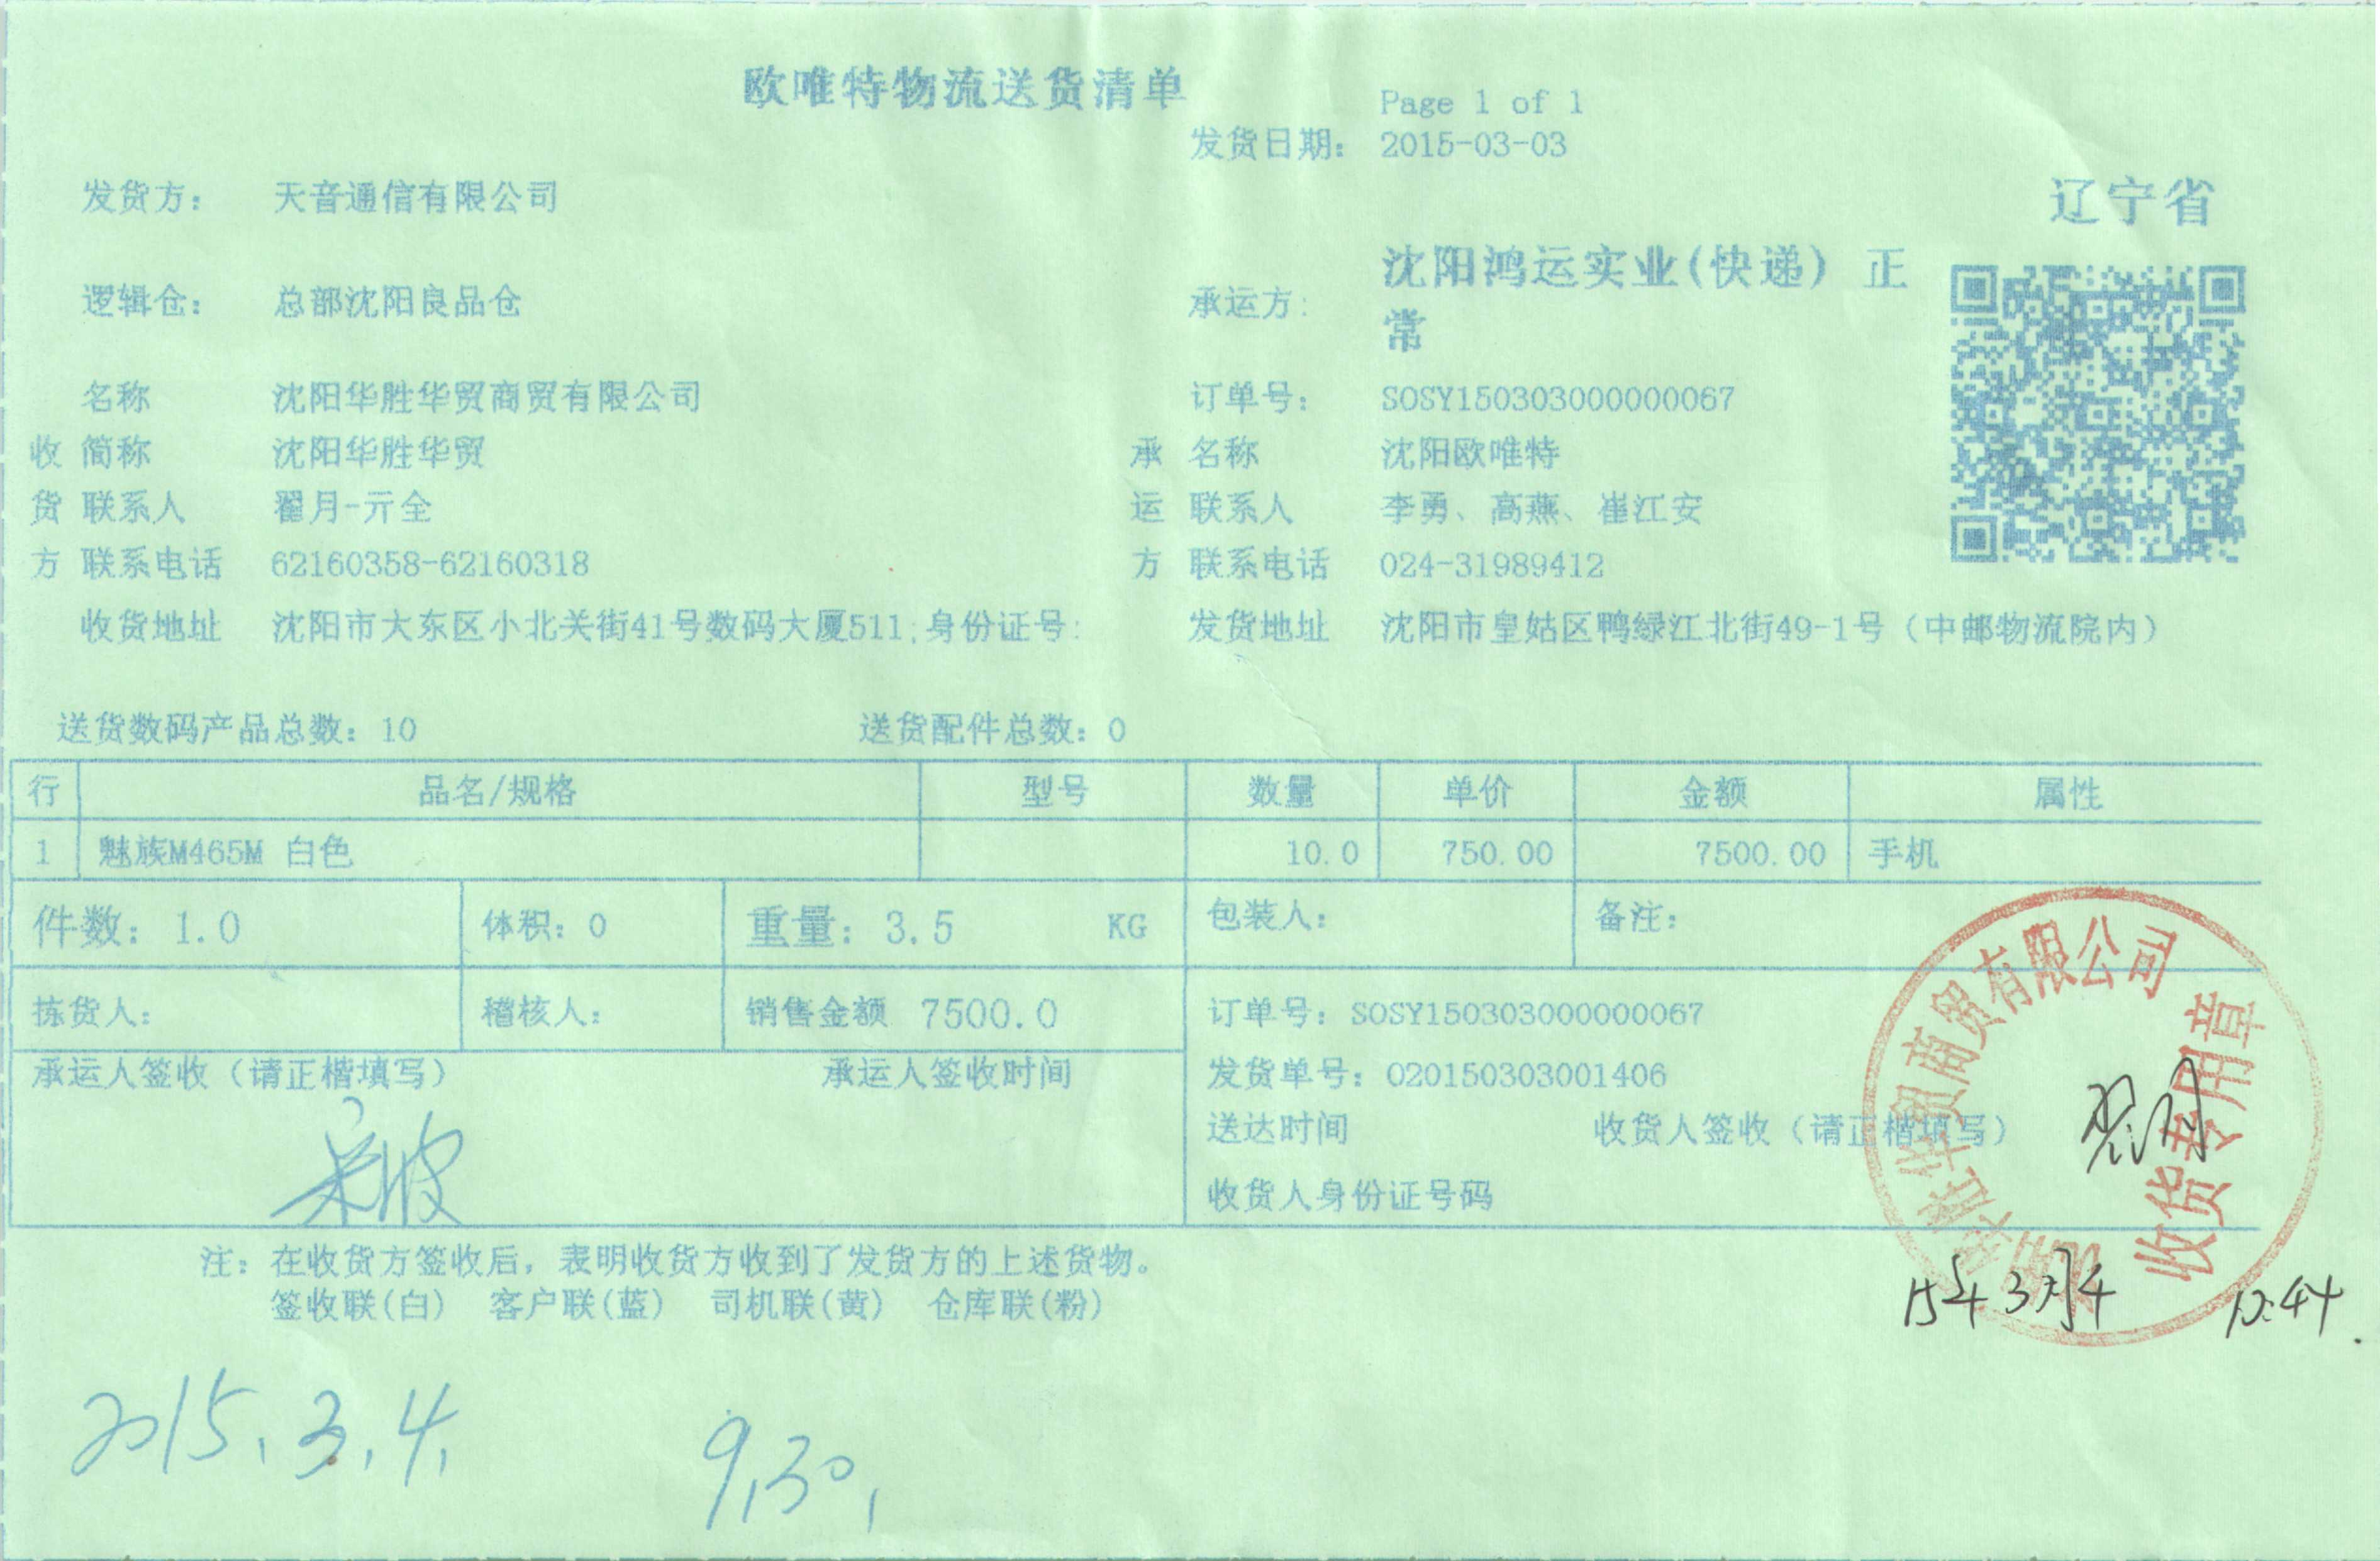 欧唯特物流送货清单
Page 1 of 1
发货日期: 2015-03-03
发货方: 天音通信有限公司
辽宁省
逻辑仓: 总部沈阳良品仓
承运方: 沈阳鸿运实业(快递) 正
常
名称 沈阳华胜华贸商贸有限公司 订单号: SOSY150303000000067
收 简称 沈阳华胜华贸 承 名称 沈阳欧唯特
货 联系人 翟月-亓全 运 联系人 李勇、高燕、崔江安
方 联系电话 62160358-62160318 方 联系电话 024-31989412
收货地址 沈阳市大东区小北关街41号数码大厦511;身份证号: 发货地址 沈阳市皇姑区鸭绿江北街49-1号（中邮物流院内）
送货数码产品总数: 10 送货配件总数: 0
行 品名/规格 型号 数量 单价 金额 属性
1 魅族M465M 白色 10.0 750.00 7500.00 手机
件数: 1.0 体积: 0 重量: 3.5 KG 包装人: 备注:
拣货人: 稽核人: 销售金额 7500.0 订单号: SOSY150303000000067
承运人签收（请正楷填写） 承运人签收时间 发货单号: 020150303001406
送达时间 收货人签收（请正楷填写）
收货人身份证号码
华胜华贸商贸有限公司
收货专用章
翟月
15年3月4 12:44.
注: 在收货方签收后，表明收货方收到了发货方的上述货物。
签收联(白) 客户联(蓝) 司机联(黄) 仓库联(粉)
2015.3.4. 9.30.